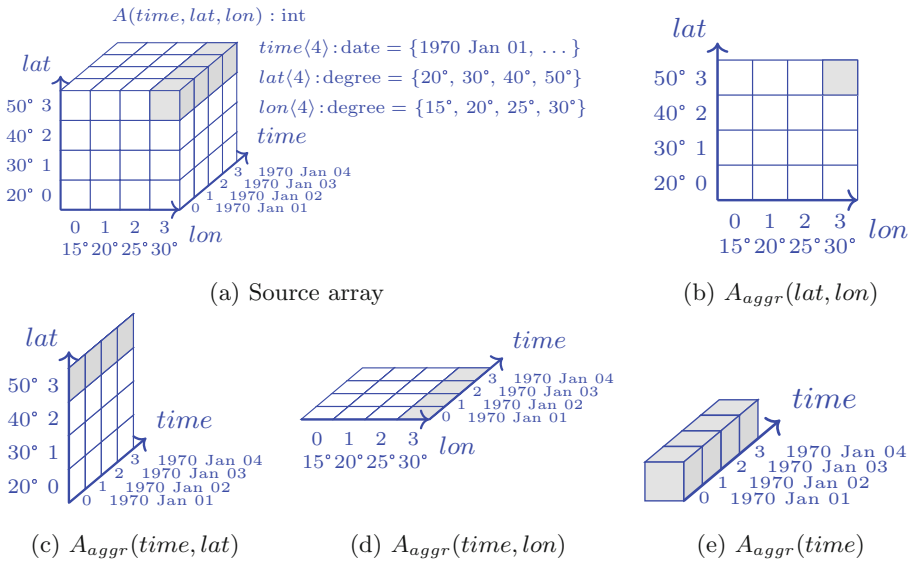 A(time, lat, lon) : int
time⟨4⟩ : date = {1970 Jan 01, ...}
lat⟨4⟩ : degree = {20°, 30°, 40°, 50°}
lon⟨4⟩ : degree = {15°, 20°, 25°, 30°}
lat
50° 3
40° 2
30° 1
20° 0
time
3 1970 Jan 04
2 1970 Jan 03
1 1970 Jan 02
0 1970 Jan 01
0 1 2 3
lon
15° 20° 25° 30°
(a) Source array
lat
50° 3
40° 2
30° 1
20° 0
0 1 2 3
lon
15° 20° 25° 30°
(b) A_aggr(lat, lon)
lat
50° 3
40° 2
30° 1
20° 0
time
3 1970 Jan 04
2 1970 Jan 03
1 1970 Jan 02
0 1970 Jan 01
(c) A_aggr(time, lat)
time
3 1970 Jan 04
2 1970 Jan 03
1 1970 Jan 02
0 1970 Jan 01
0 1 2 3
lon
15° 20° 25° 30°
(d) A_aggr(time, lon)
time
3 1970 Jan 04
2 1970 Jan 03
1 1970 Jan 02
0 1970 Jan 01
(e) A_aggr(time)